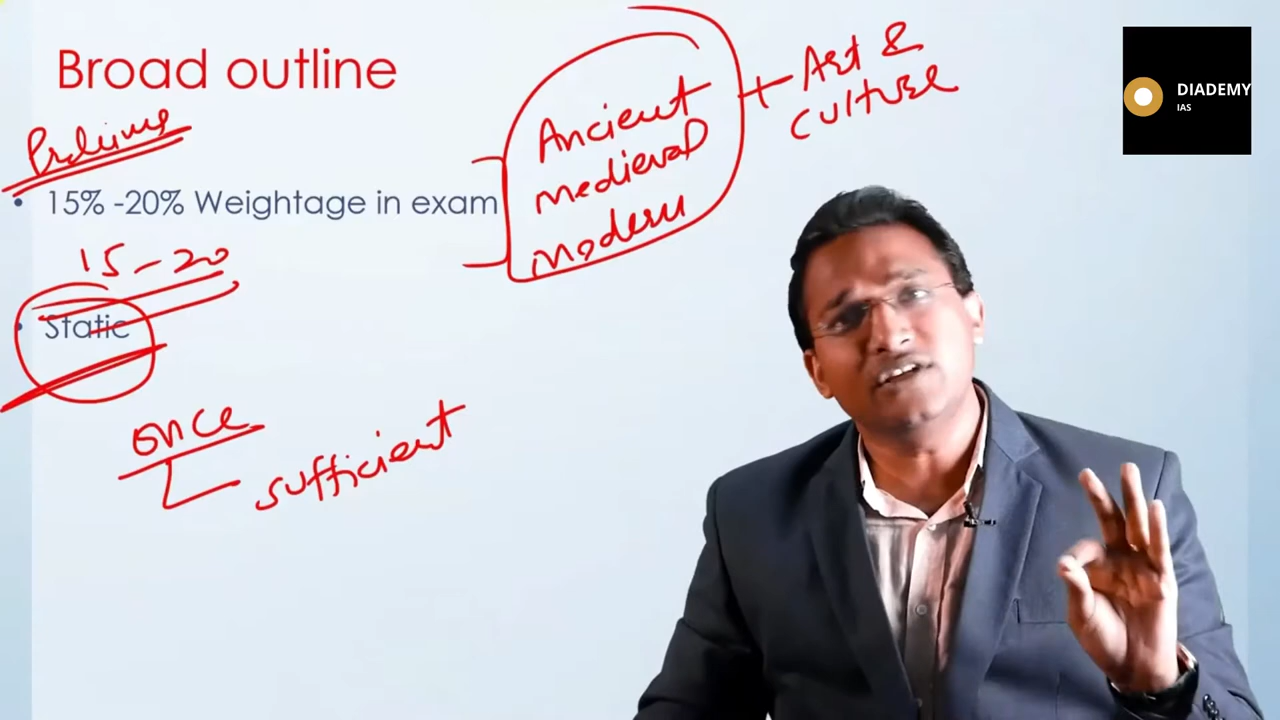 Broad outline
Prelims
• 15% -20% Weightage in exam
15-20
• Static
once
sufficient
Ancient
medieval
modern
+ Art &
culture
DIADEMY
IAS